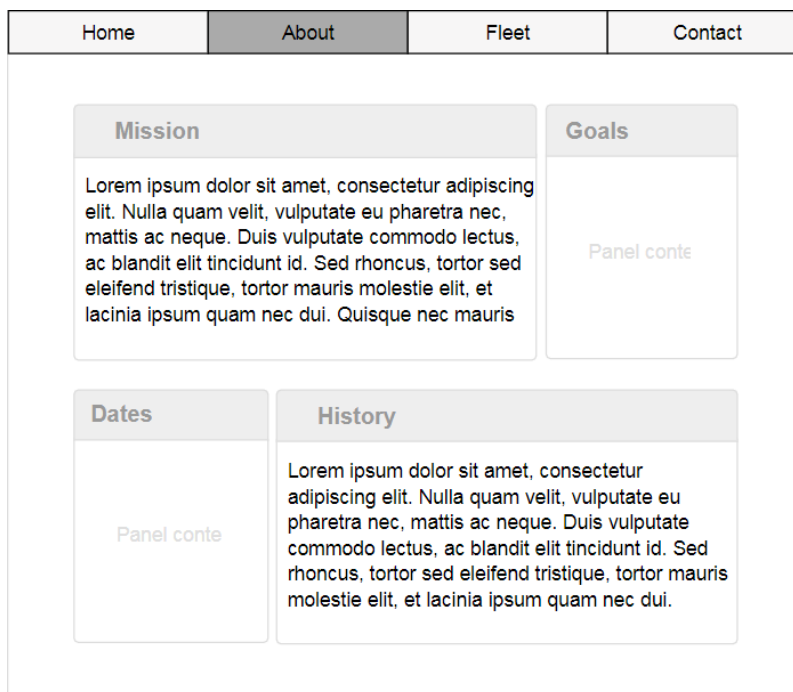 Home About Fleet Contact
Mission
Lorem ipsum dolor sit amet, consectetur adipiscing
elit. Nulla quam velit, vulputate eu pharetra nec,
mattis ac neque. Duis vulputate commodo lectus,
ac blandit elit tincidunt id. Sed rhoncus, tortor sed
eleifend tristique, tortor mauris molestie elit, et
lacinia ipsum quam nec dui. Quisque nec mauris
Goals
Panel conte
Dates
Panel conte
History
Lorem ipsum dolor sit amet, consectetur
adipiscing elit. Nulla quam velit, vulputate eu
pharetra nec, mattis ac neque. Duis vulputate
commodo lectus, ac blandit elit tincidunt id. Sed
rhoncus, tortor sed eleifend tristique, tortor mauris
molestie elit, et lacinia ipsum quam nec dui.